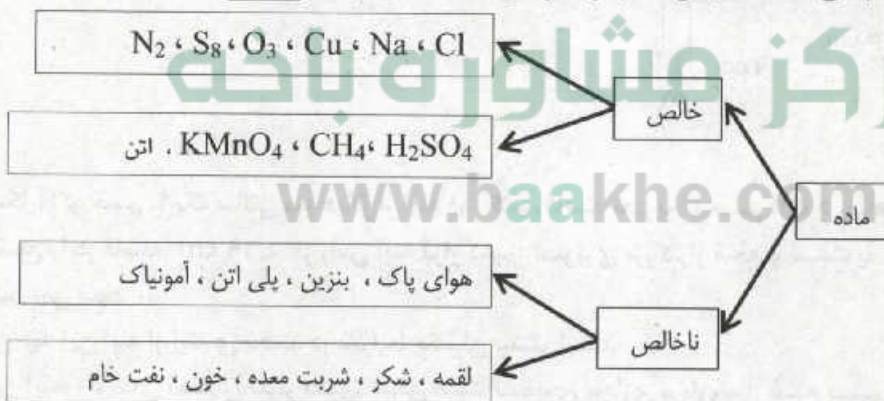 N₂ ، S₈ ، O₃ ، Cu ، Na ، Cl
مرکز مشاوره باخه
خالص
KMnO₄ ، CH₄ ، H₂SO₄ ، اتن
www.baakhe.com
ماده
هوای پاک ، بنزین ، پلی اتن ، آمونیاک
ناخالص
لقمه ، شکر ، شربت معده ، خون ، نفت خام